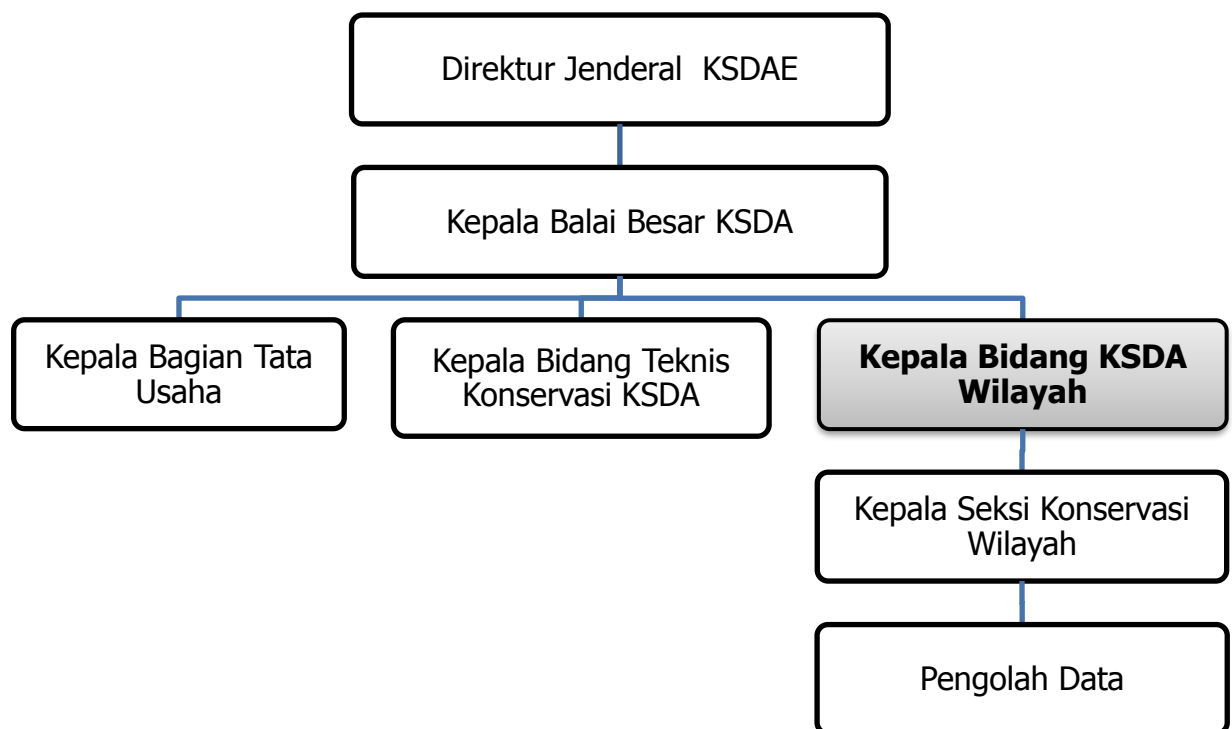 Direktur Jenderal  KSDAE
Kepala Balai Besar KSDA
Kepala Bagian Tata
Usaha
Kepala Bidang Teknis
Konservasi KSDA
Kepala Bidang KSDA
Wilayah
Kepala Seksi Konservasi
Wilayah
Pengolah Data